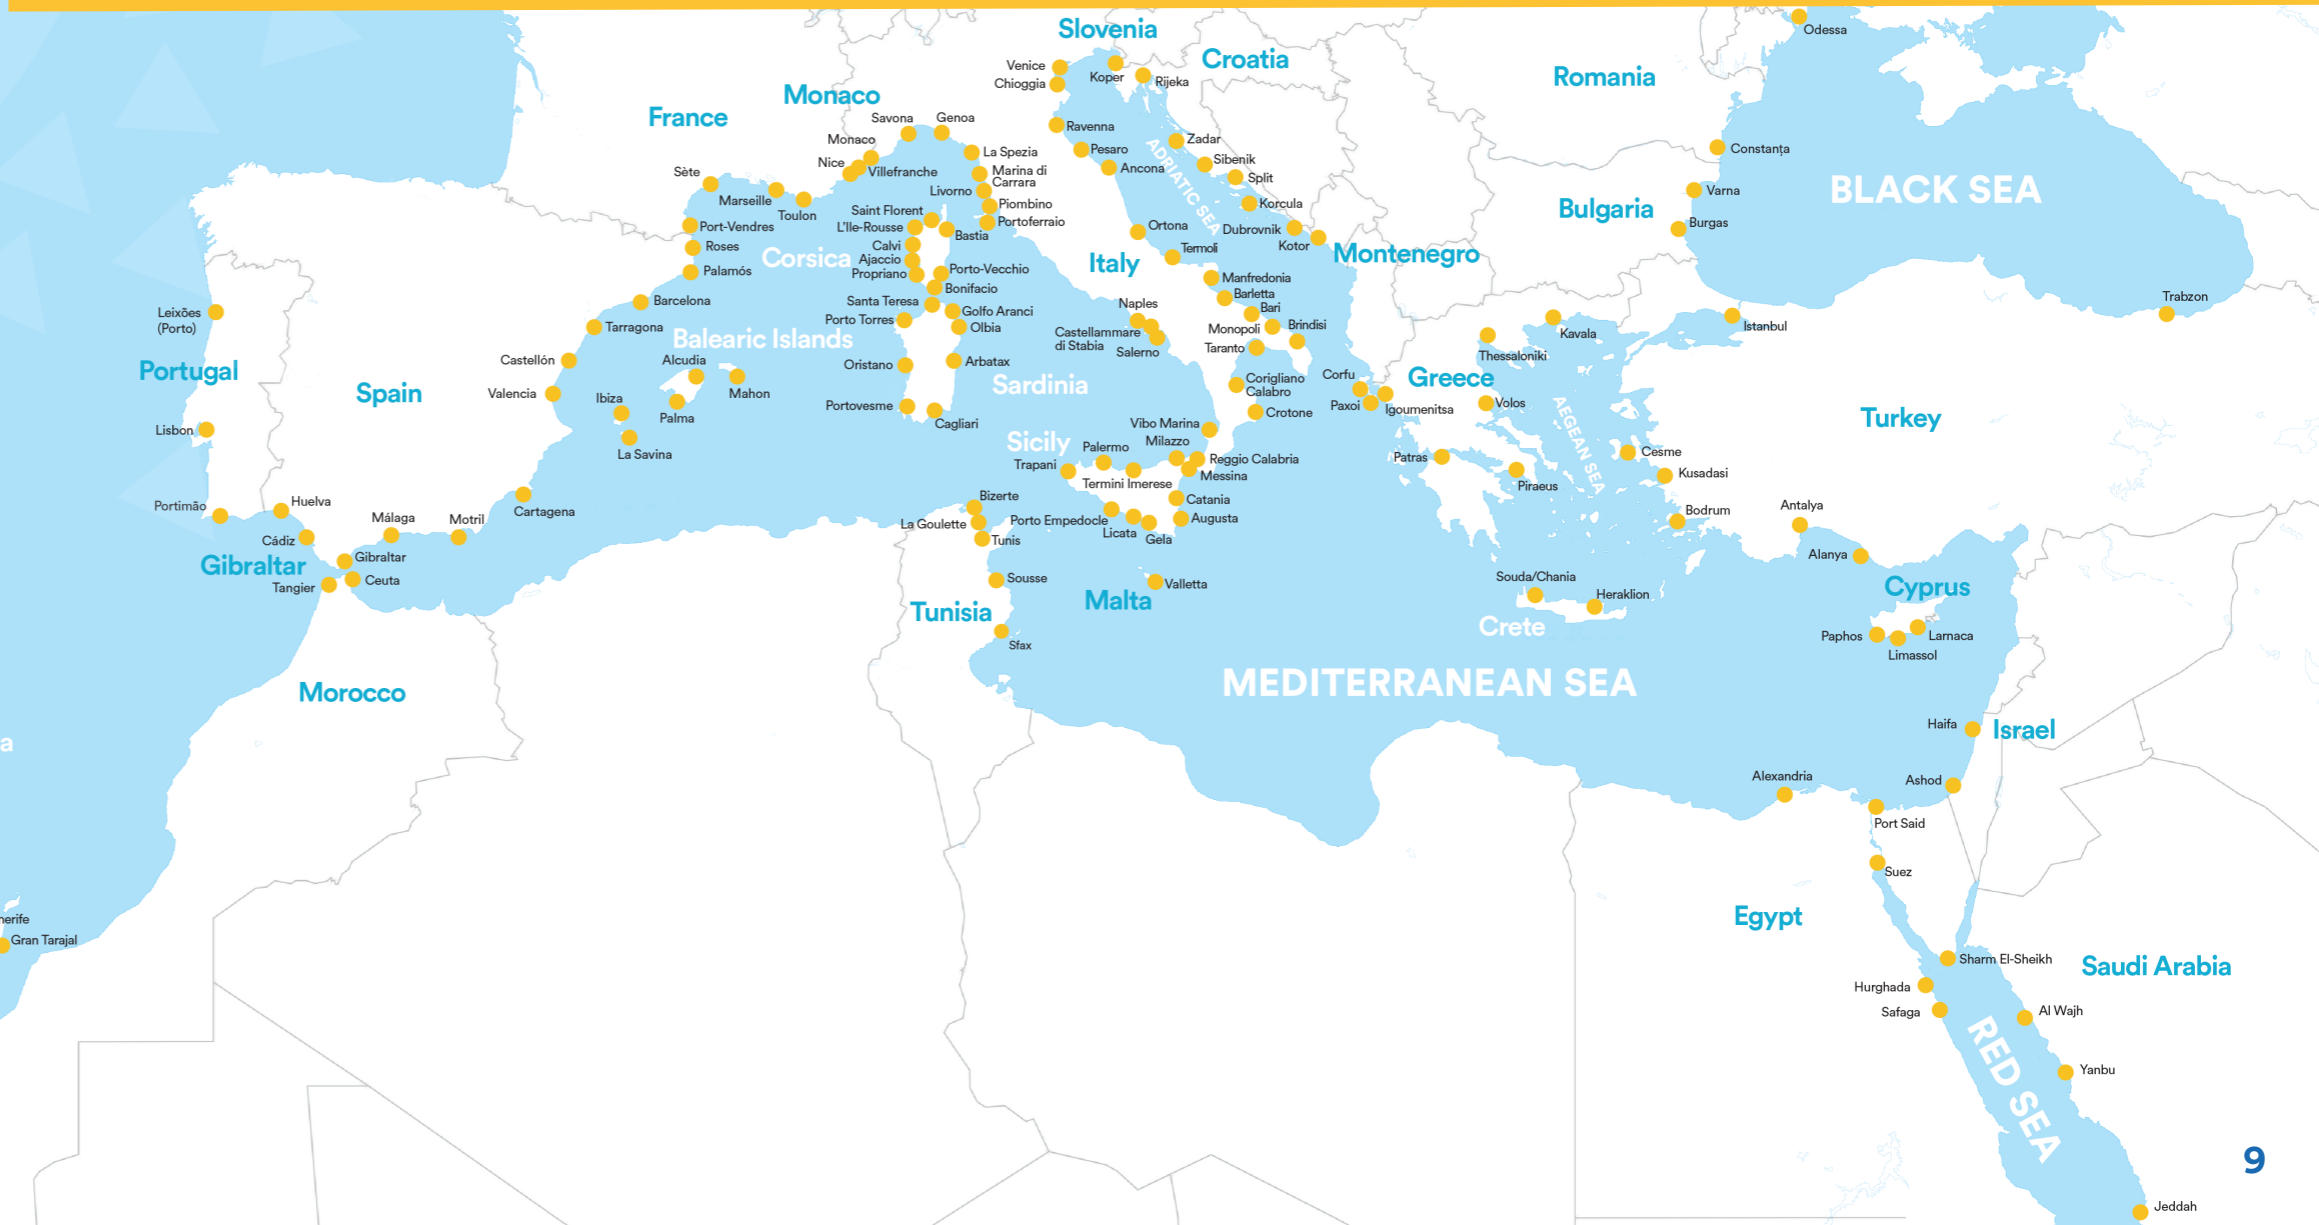 Slovenia
Croatia
Romania
Odessa
Venice
Chioggia
Koper
Rijeka
Monaco
France
Savona
Genoa
Monaco
Nice
Villefranche
La Spezia
Marina di
Carrara
Livorno
Piombino
Portoferraio
Ravenna
Pesaro
Ancona
ADRIATIC SEA
Zadar
Sibenik
Split
Korcula
Dubrovnik
Kotor
Montenegro
Constanța
Varna
Burgas
Bulgaria
BLACK SEA
Sète
Marseille
Toulon
Port-Vendres
Roses
Palamós
Barcelona
Tarragona
Castellón
Valencia
Saint Florent
L'Ile-Rousse
Calvi
Ajaccio
Propriano
Bastia
Porto-Vecchio
Bonifacio
Corsica
Santa Teresa
Porto Torres
Golfo Aranci
Olbia
Oristano
Arbatax
Portovesme
Cagliari
Sardinia
Italy
Ortona
Termoli
Manfredonia
Barletta
Bari
Monopoli
Brindisi
Taranto
Naples
Castellammare
di Stabia
Salerno
Corigliano
Calabro
Crotone
Vibo Marina
Milazzo
Reggio Calabria
Messina
Sicily
Palermo
Trapani
Termini Imerese
Catania
Augusta
Porto Empedocle
Licata
Gela
Balearic Islands
Alcudia
Mahon
Ibiza
Palma
La Savina
Leixões
(Porto)
Portugal
Spain
Lisbon
Portimão
Huelva
Cádiz
Málaga
Motril
Cartagena
Gibraltar
Gibraltar
Tangier
Ceuta
Morocco
Bizerte
La Goulette
Tunis
Sousse
Tunisia
Sfax
Malta
Valletta
Thessaloniki
Kavala
Istanbul
Trabzon
Corfu
Paxoi
Igoumenitsa
Greece
Volos
Patras
Piraeus
AEGEAN SEA
Turkey
Cesme
Kusadasi
Bodrum
Antalya
Alanya
Souda/Chania
Heraklion
Crete
Cyprus
Paphos
Limassol
Larnaca
MEDITERRANEAN SEA
Haifa
Israel
Ashod
Alexandria
Port Said
Suez
Egypt
Sharm El-Sheikh
Saudi Arabia
Hurghada
Safaga
Al Wajh
Yanbu
RED SEA
Jeddah
a
nerife
Gran Tarajal
9